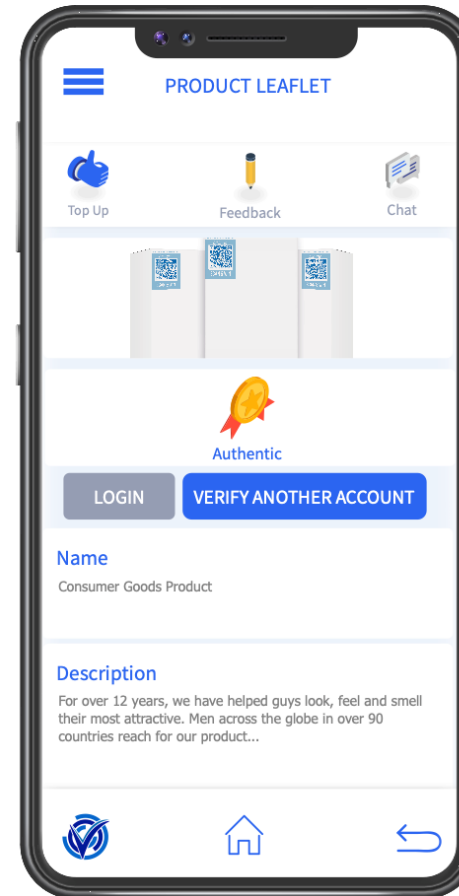 PRODUCT LEAFLET
Top Up
Feedback
Chat
Authentic
LOGIN
VERIFY ANOTHER ACCOUNT
Name
Consumer Goods Product
Description
For over 12 years, we have helped guys look, feel and smell
their most attractive. Men across the globe in over 90
countries reach for our product...